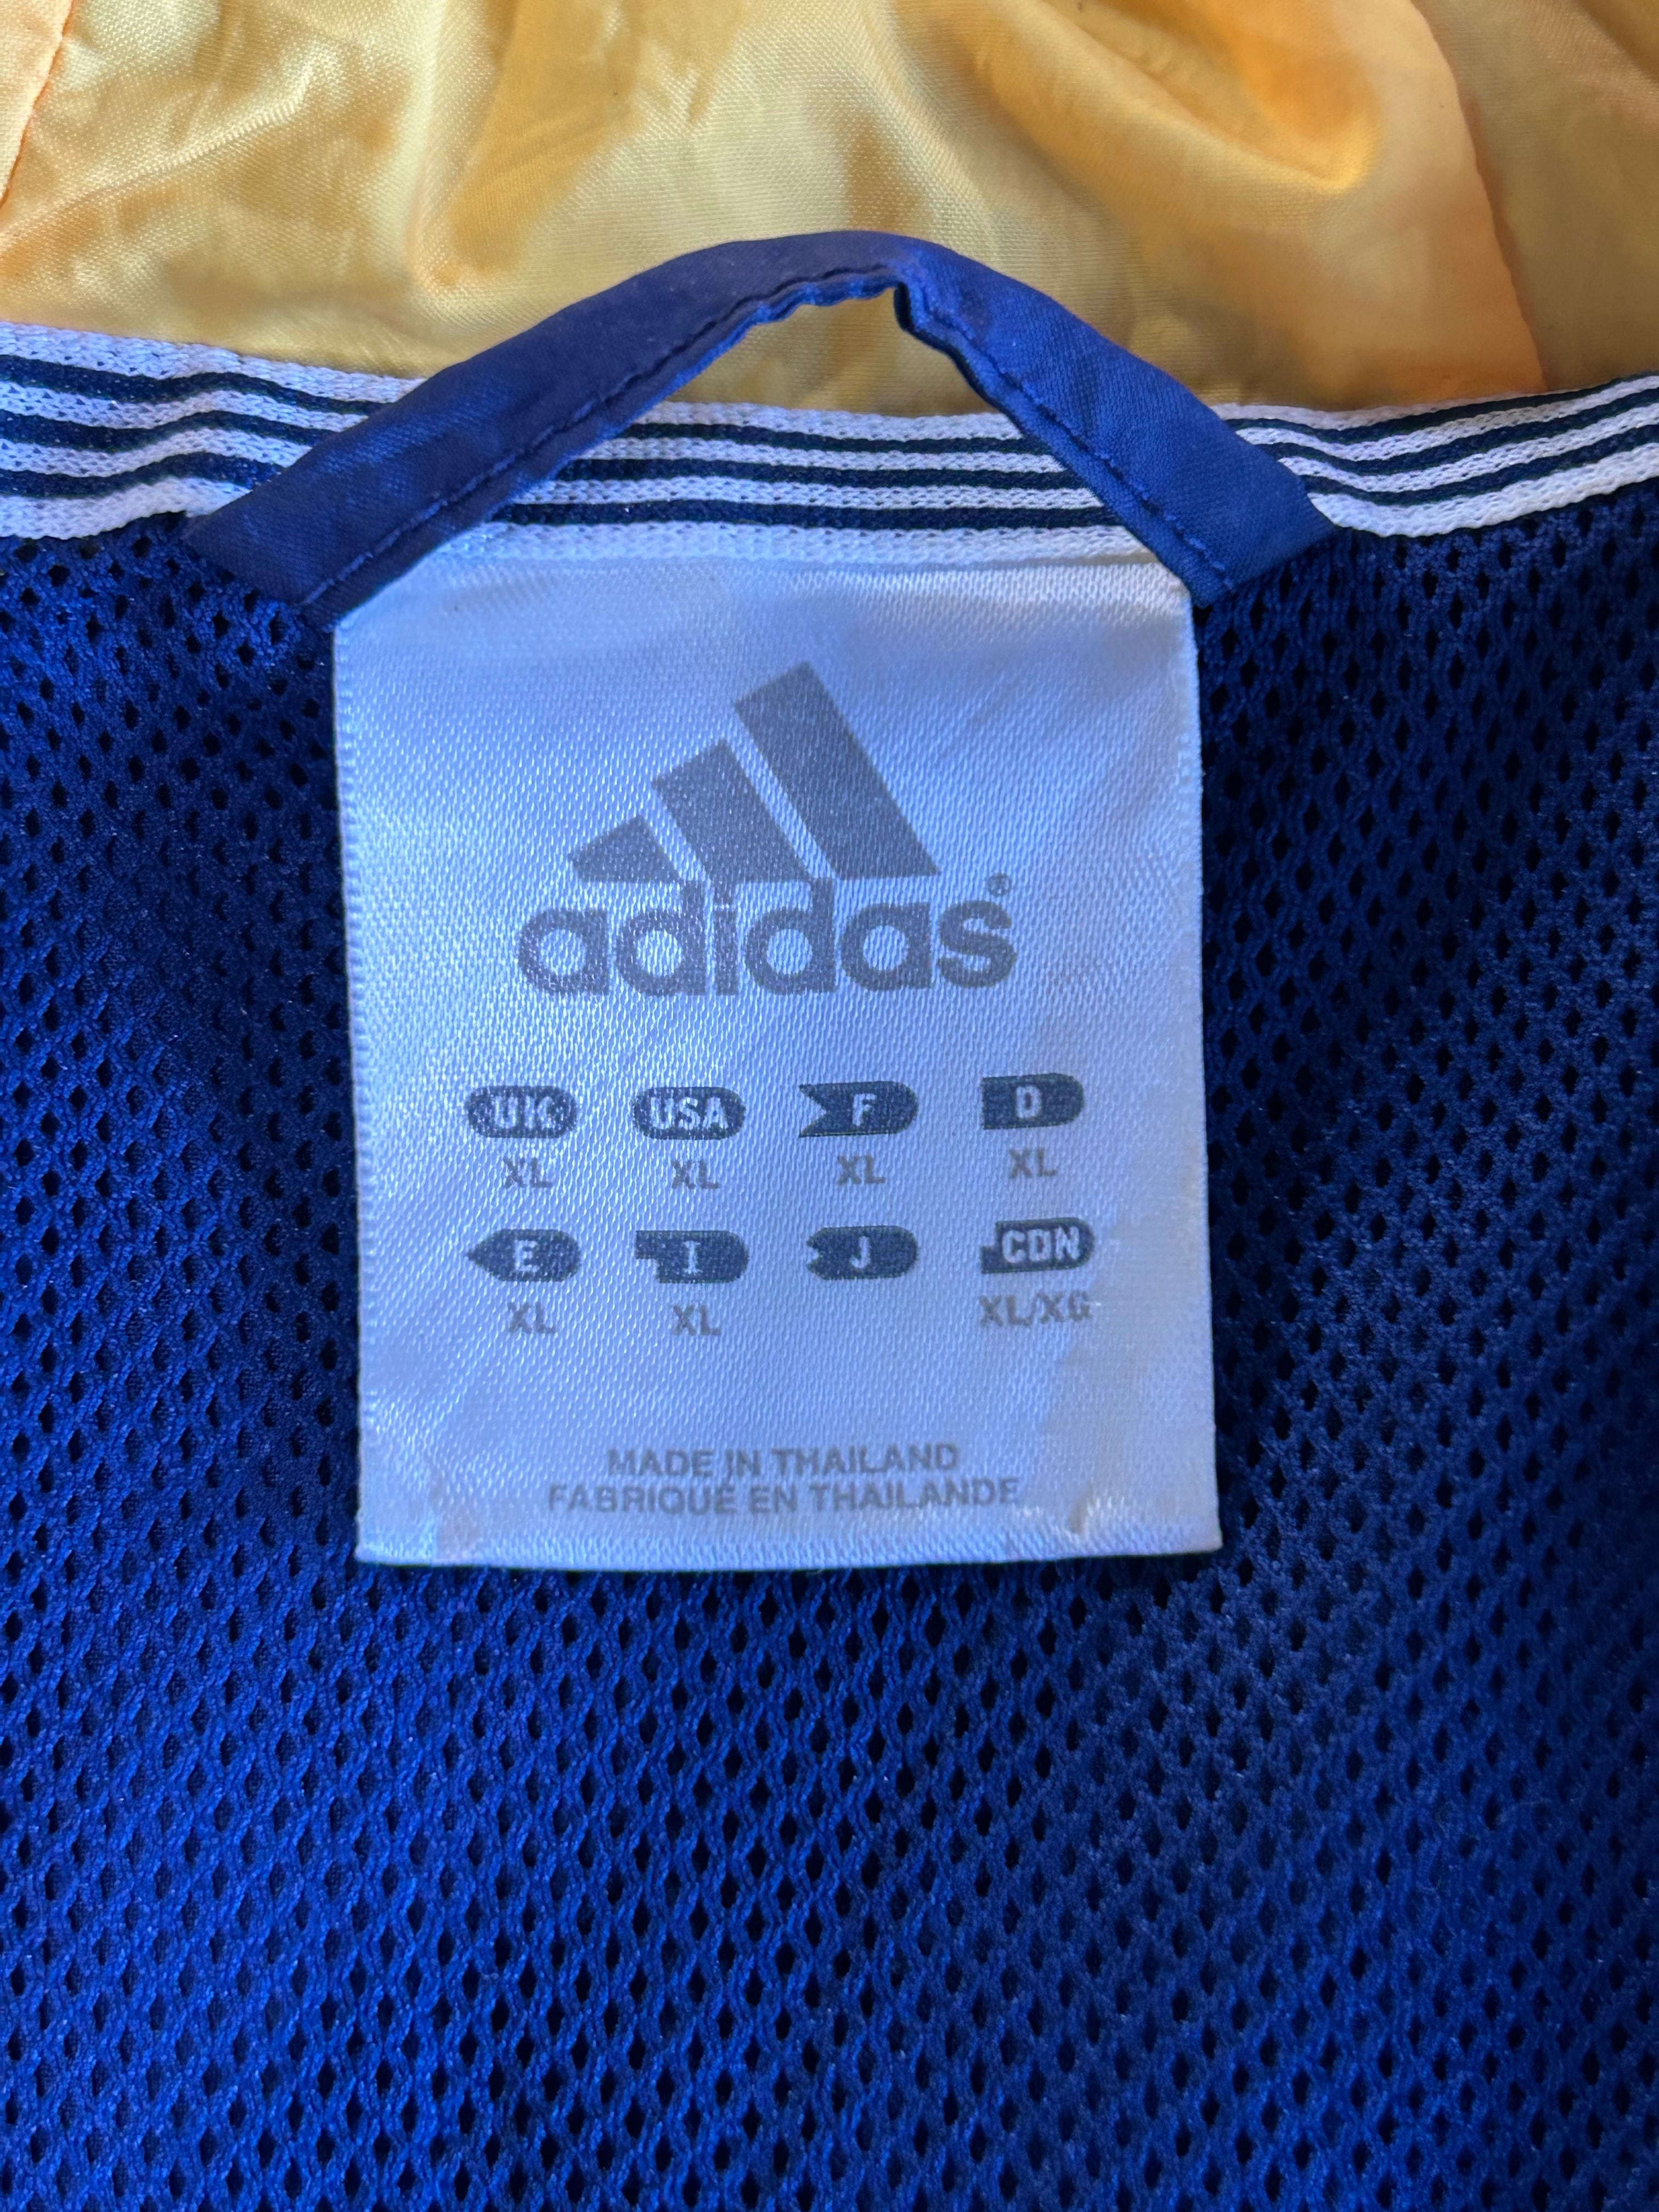 adidas®
UK USA F D
XL XL XL XL
E I J CDN
XL XL XL/XG
MADE IN THAILAND
FABRIQUÉ EN THAILANDE